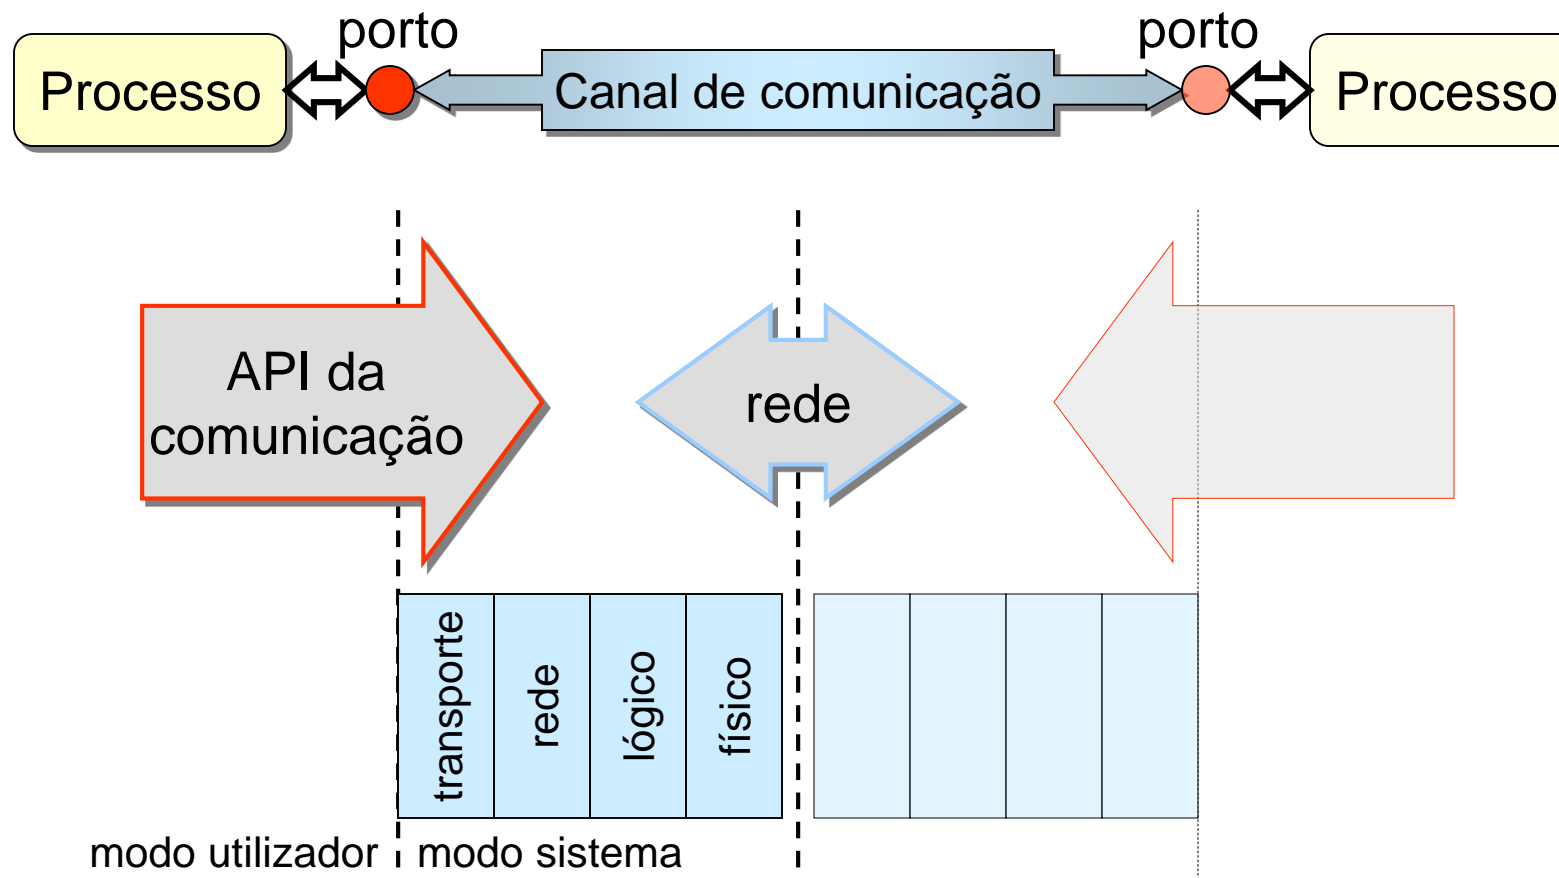 porto
porto
Processo
Canal de comunicação
Processo
API da
comunicação
rede
transporte
rede
lógico
físico
modo utilizador
modo sistema